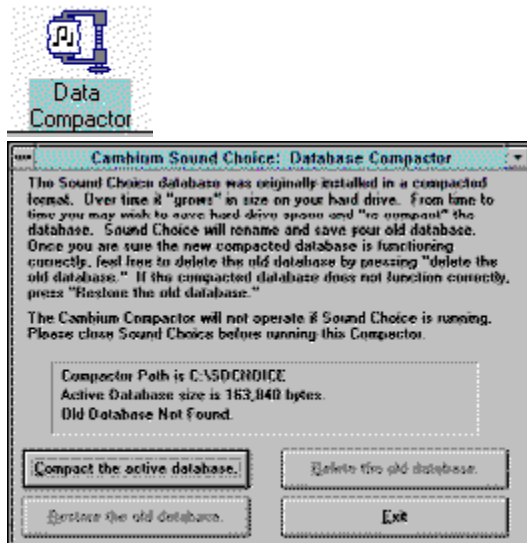 Data
Compactor
Cambium Sound Choice: Database Compactor
The Sound Choice database was originally installed in a compacted
format. Over time it "grows" in size on your hard drive. From time to
time you may wish to save hard drive space and "re-compact" the
database. Sound Choice will rename and save your old database.
Once you are sure the new compacted database is functioning
correctly, feel free to delete the old database by pressing "delete the
old database." If the compacted database does not function correctly,
press "Restore the old database."
The Cambium Compactor will not operate if Sound Choice is running.
Please close Sound Choice before running this Compactor.
Compactor Path is C:\SDCHOICE
Active Database size is 163,840 bytes.
Old Database Not Found.
Compact the active database.
Delete the old database.
Restore the old database.
Exit